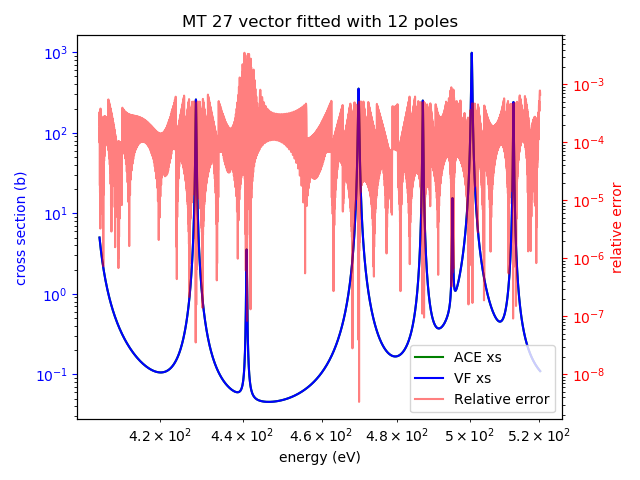 MT 27 vector fitted with 12 poles
cross section (b)
10³
10²
10¹
10⁰
10⁻¹
10⁻³
10⁻⁴
10⁻⁵
10⁻⁶
10⁻⁷
10⁻⁸
relative error
ACE xs
VF xs
Relative error
4.2 × 10² 4.4 × 10² 4.6 × 10² 4.8 × 10² 5 × 10² 5.2 × 10²
energy (eV)